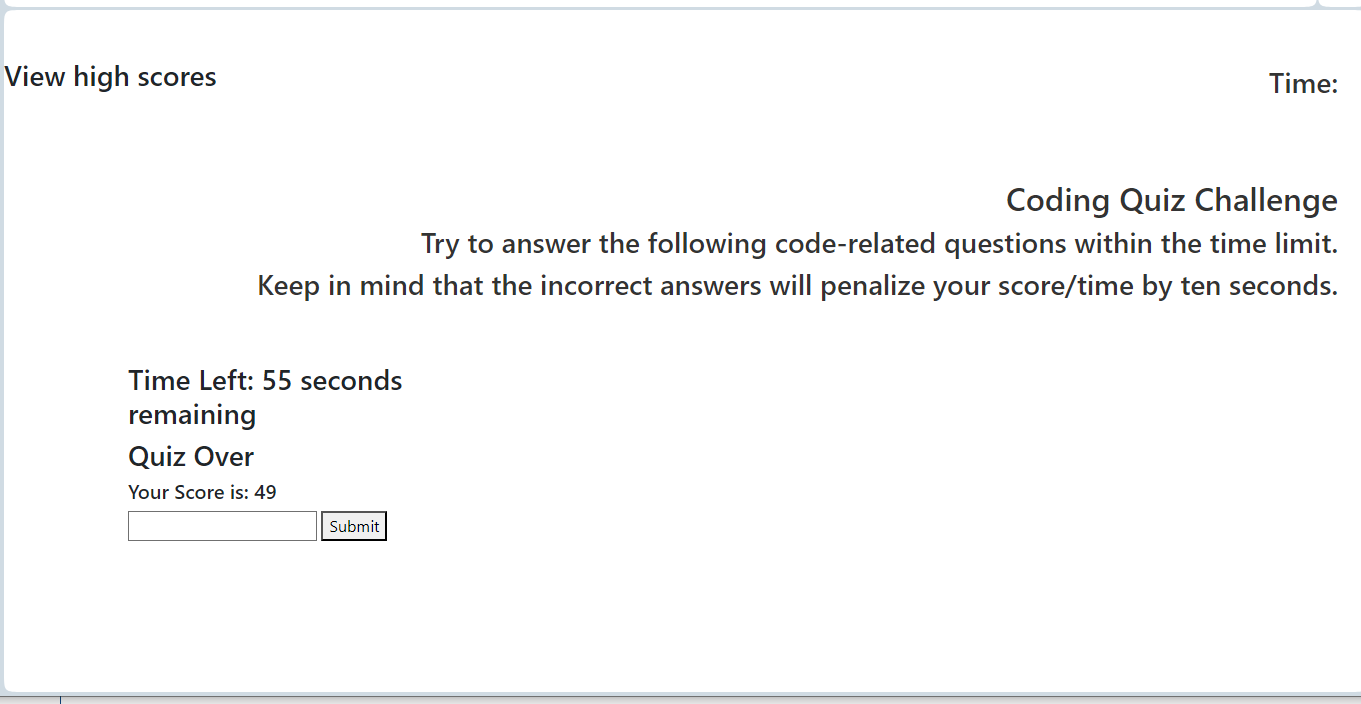 View high scores
Time:
Coding Quiz Challenge
Try to answer the following code-related questions within the time limit.
Keep in mind that the incorrect answers will penalize your score/time by ten seconds.
Time Left: 55 seconds
remaining
Quiz Over
Your Score is: 49
Submit